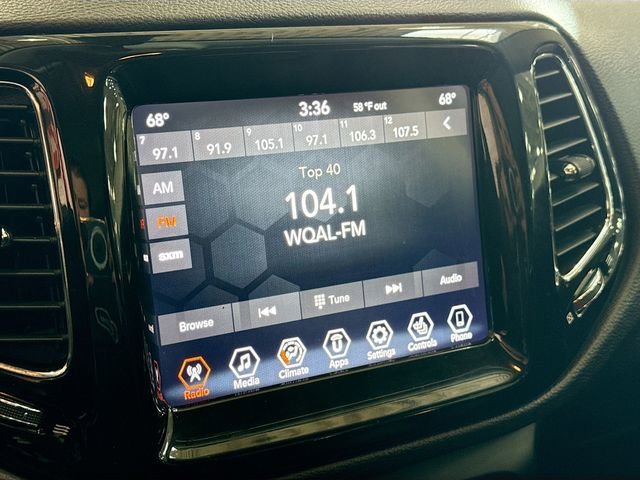 68° 3:36 58 °F out 68°
7 8 9 10 11 12
97.1 91.9 105.1 97.1 106.3 107.5
AM
FM
sxm
Top 40
104.1
WQAL-FM
Browse Tune Audio
Radio Media Climate Apps Settings Controls Phone